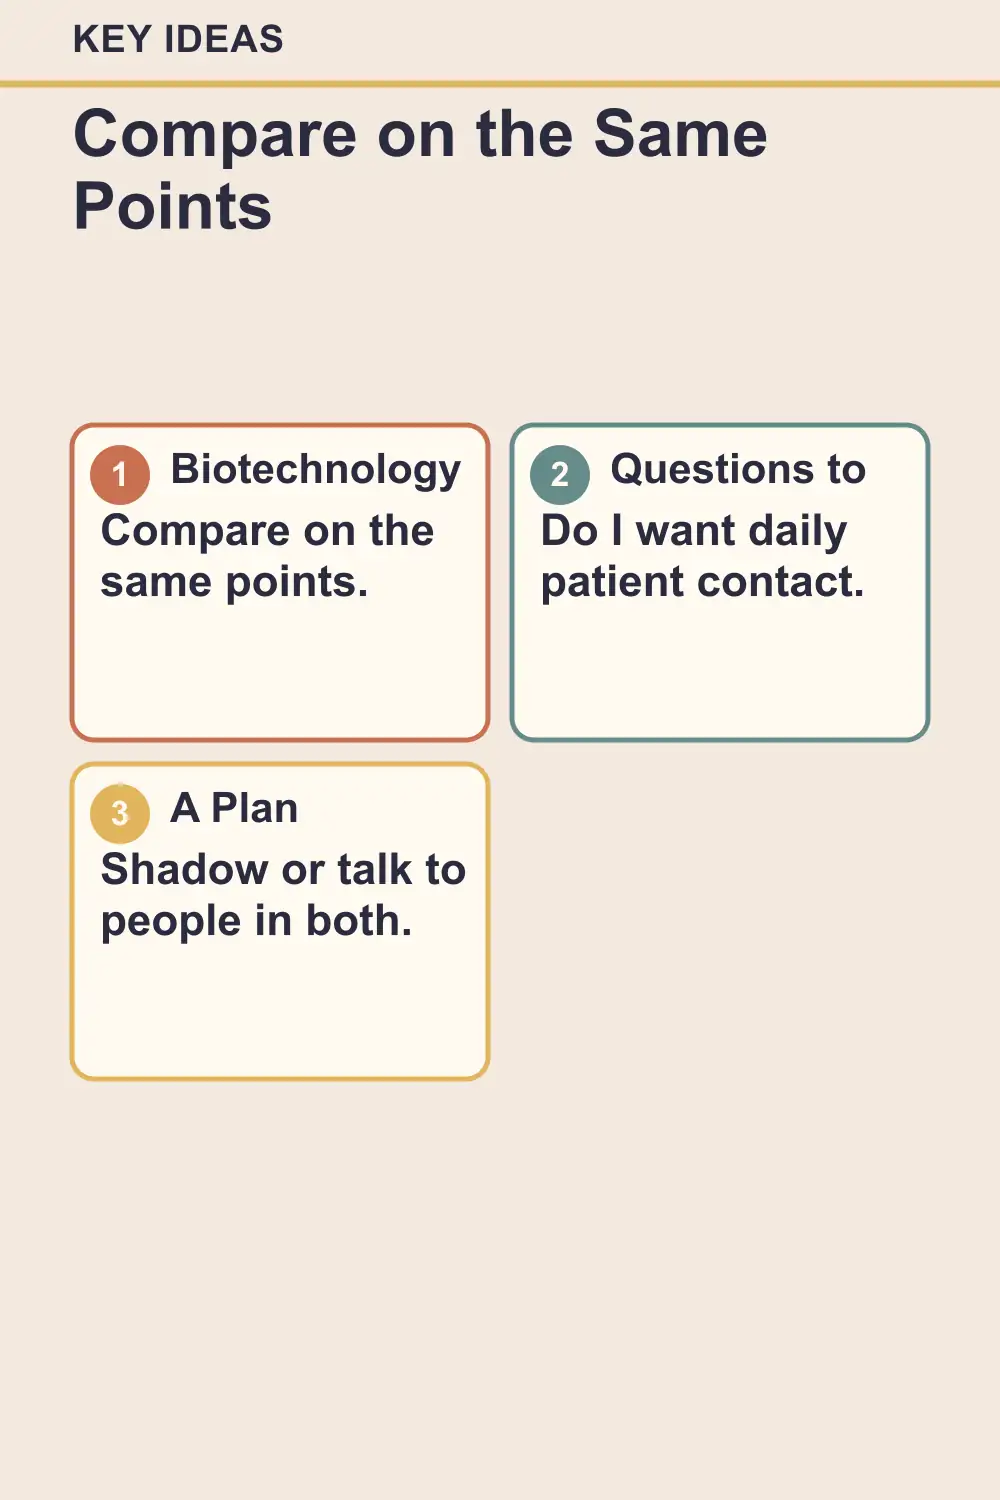 KEY IDEAS
Compare on the Same
Points
1 Biotechnology
Compare on the
same points.
2 Questions to
Do I want daily
patient contact.
3 A Plan
Shadow or talk to
people in both.